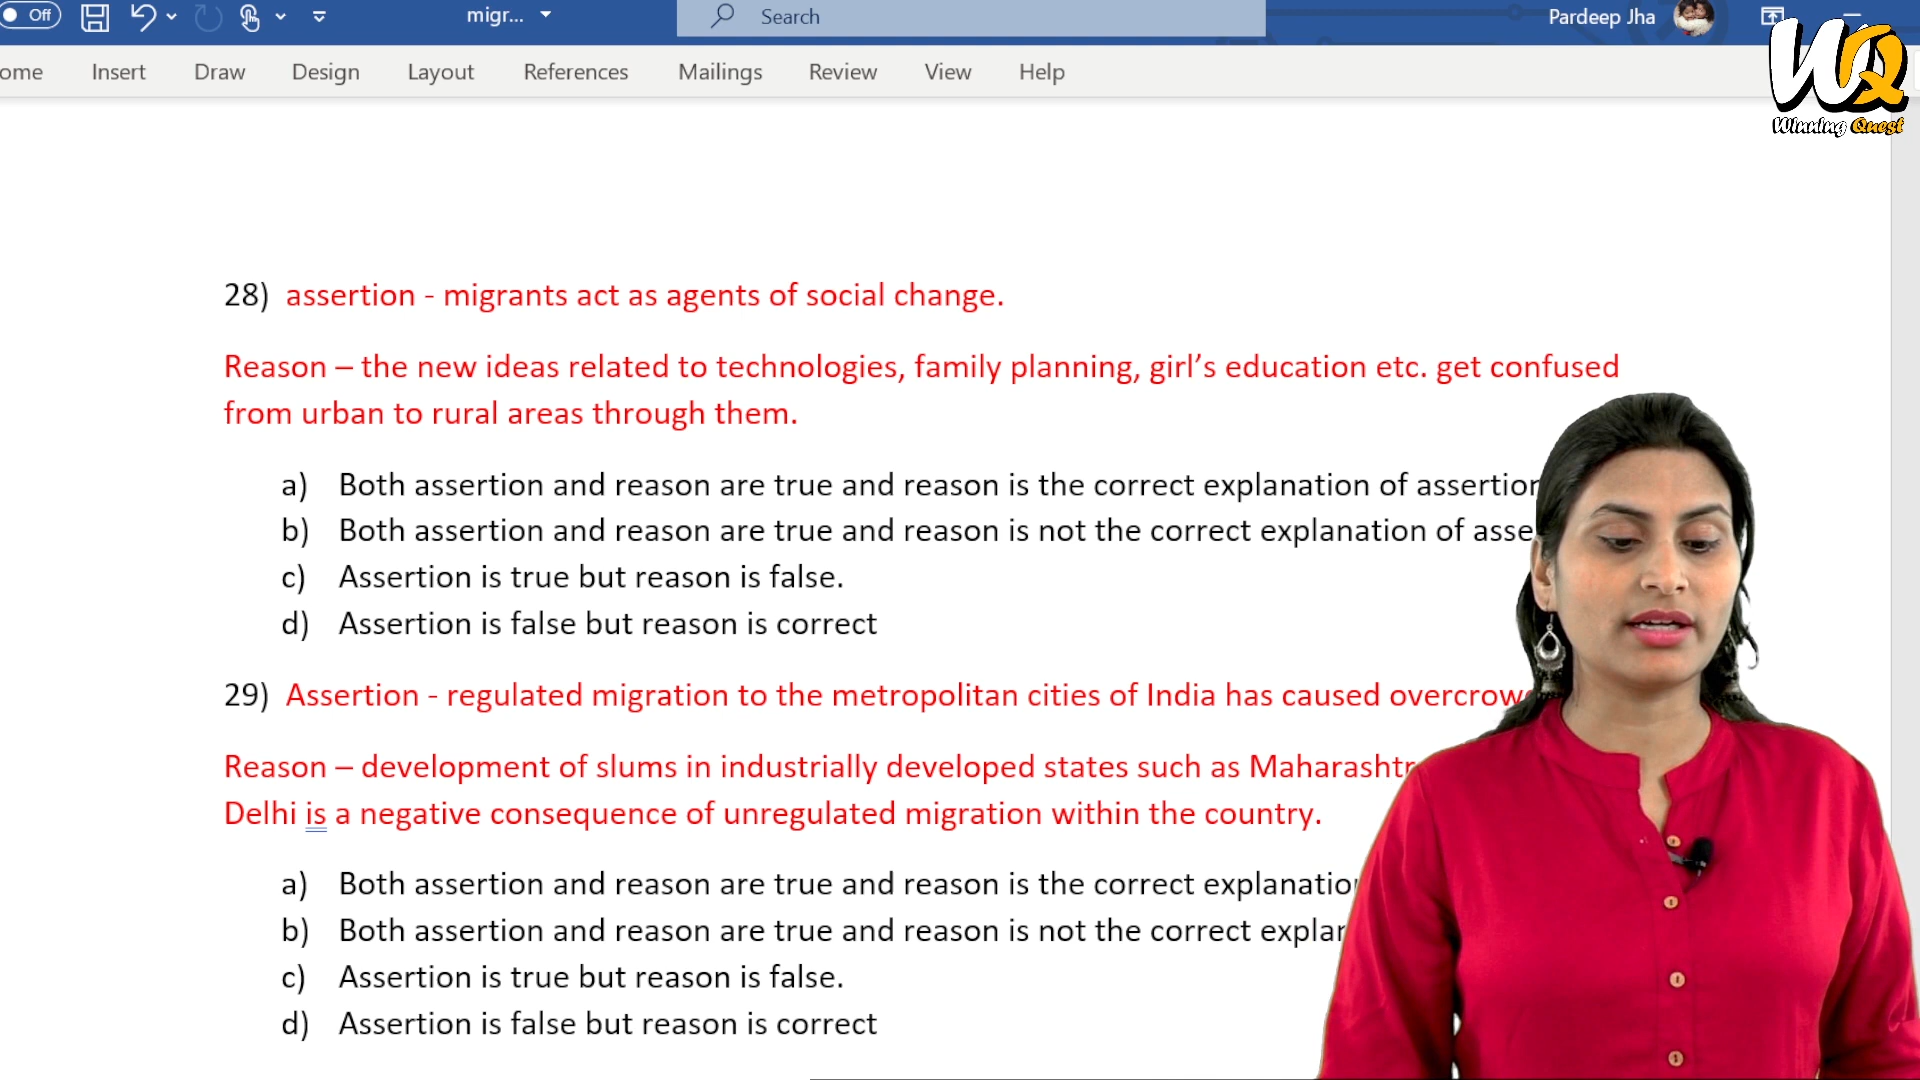 Off migr... Search Pardeep Jha
ome Insert Draw Design Layout References Mailings Review View Help
WQ
Winning Quest
28) assertion - migrants act as agents of social change.
Reason – the new ideas related to technologies, family planning, girl’s education etc. get confused
from urban to rural areas through them.
a) Both assertion and reason are true and reason is the correct explanation of assertion
b) Both assertion and reason are true and reason is not the correct explanation of asse
c) Assertion is true but reason is false.
d) Assertion is false but reason is correct
29) Assertion - regulated migration to the metropolitan cities of India has caused overcrow
Reason – development of slums in industrially developed states such as Maharashtr
Delhi is a negative consequence of unregulated migration within the country.
a) Both assertion and reason are true and reason is the correct explanatio
b) Both assertion and reason are true and reason is not the correct explan
c) Assertion is true but reason is false.
d) Assertion is false but reason is correct